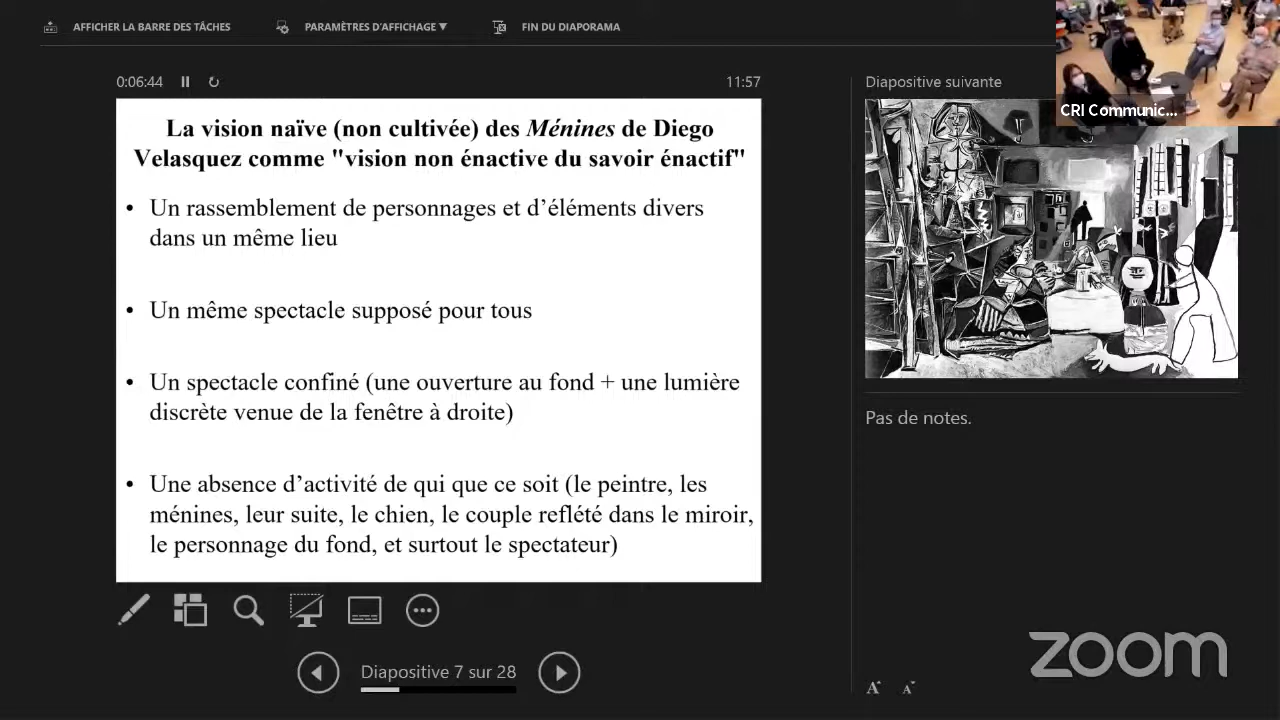 AFFICHER LA BARRE DES TÂCHES
PARAMÈTRES D'AFFICHAGE ▼
FIN DU DIAPORAMA
0:06:44
11:57
Diapositive suivante
CRI Communic...
La vision naïve (non cultivée) des Ménines de Diego
Velasquez comme "vision non énactive du savoir énactif"
• Un rassemblement de personnages et d’éléments divers
dans un même lieu
• Un même spectacle supposé pour tous
• Un spectacle confiné (une ouverture au fond + une lumière
discrète venue de la fenêtre à droite)
• Une absence d’activité de qui que ce soit (le peintre, les
ménines, leur suite, le chien, le couple reflété dans le miroir,
le personnage du fond, et surtout le spectateur)
Pas de notes.
Diapositive 7 sur 28
A A
zoom